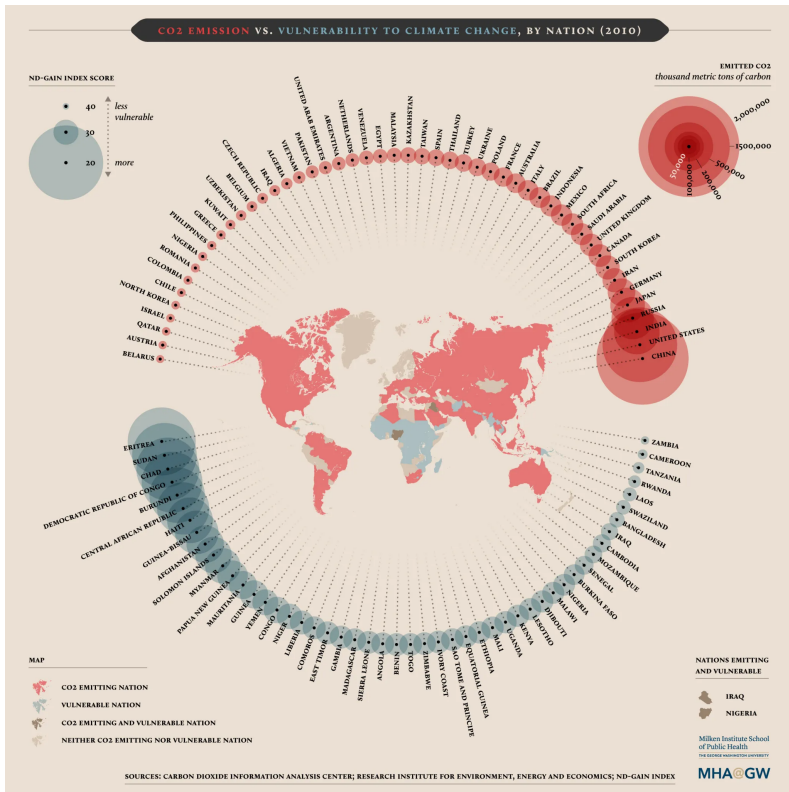 CO2 EMISSION VS. VULNERABILITY TO CLIMATE CHANGE, BY NATION (2010)
ND-GAIN INDEX SCORE
40
30
20
less
vulnerable
more
EMITTED CO2
thousand metric tons of carbon
2,000,000
1500,000
500,000
200,000
100,000
50,000
BELARUS
AUSTRIA
QATAR
ISRAEL
NORTH KOREA
CHILE
COLOMBIA
ROMANIA
NIGERIA
PHILIPPINES
GREECE
KUWAIT
UZBEKISTAN
BELGIUM
CZECH REPUBLIC
IRAQ
ALGERIA
VIETNAM
PAKISTAN
UNITED ARAB EMIRATES
ARGENTINA
NETHERLANDS
VENEZUELA
EGYPT
MALAYSIA
KAZAKHSTAN
TAIWAN
SPAIN
THAILAND
TURKEY
UKRAINE
POLAND
FRANCE
AUSTRALIA
ITALY
BRAZIL
INDONESIA
MEXICO
SOUTH AFRICA
SAUDI ARABIA
UNITED KINGDOM
CANADA
SOUTH KOREA
IRAN
GERMANY
JAPAN
RUSSIA
INDIA
UNITED STATES
CHINA
ERITREA
SUDAN
CHAD
DEMOCRATIC REPUBLIC OF CONGO
BURUNDI
CENTRAL AFRICAN REPUBLIC
HAITI
GUINEA-BISSAU
AFGHANISTAN
SOLOMON ISLANDS
MYANMAR
PAPUA NEW GUINEA
MAURITANIA
GUINEA
YEMEN
CONGO
NIGER
LIBERIA
COMOROS
EAST TIMOR
GAMBIA
MADAGASCAR
SIERRA LEONE
ANGOLA
BENIN
TOGO
ZIMBABWE
IVORY COAST
SAO TOME AND PRINCIPE
EQUATORIAL GUINEA
ETHIOPIA
MALI
UGANDA
KENYA
LESOTHO
DJIBOUTI
MALAWI
NIGERIA
BURKINA FASO
SENEGAL
MOZAMBIQUE
CAMBODIA
IRAQ
BANGLADESH
SWAZILAND
LAOS
RWANDA
TANZANIA
CAMEROON
ZAMBIA
MAP
CO2 EMITTING NATION
VULNERABLE NATION
CO2 EMITTING AND VULNERABLE NATION
NEITHER CO2 EMITTING NOR VULNERABLE NATION
NATIONS EMITTING
AND VULNERABLE
IRAQ
NIGERIA
Milken Institute School
of Public Health
THE GEORGE WASHINGTON UNIVERSITY
MHA@GW
SOURCES: CARBON DIOXIDE INFORMATION ANALYSIS CENTER; RESEARCH INSTITUTE FOR ENVIRONMENT, ENERGY AND ECONOMICS; ND-GAIN INDEX